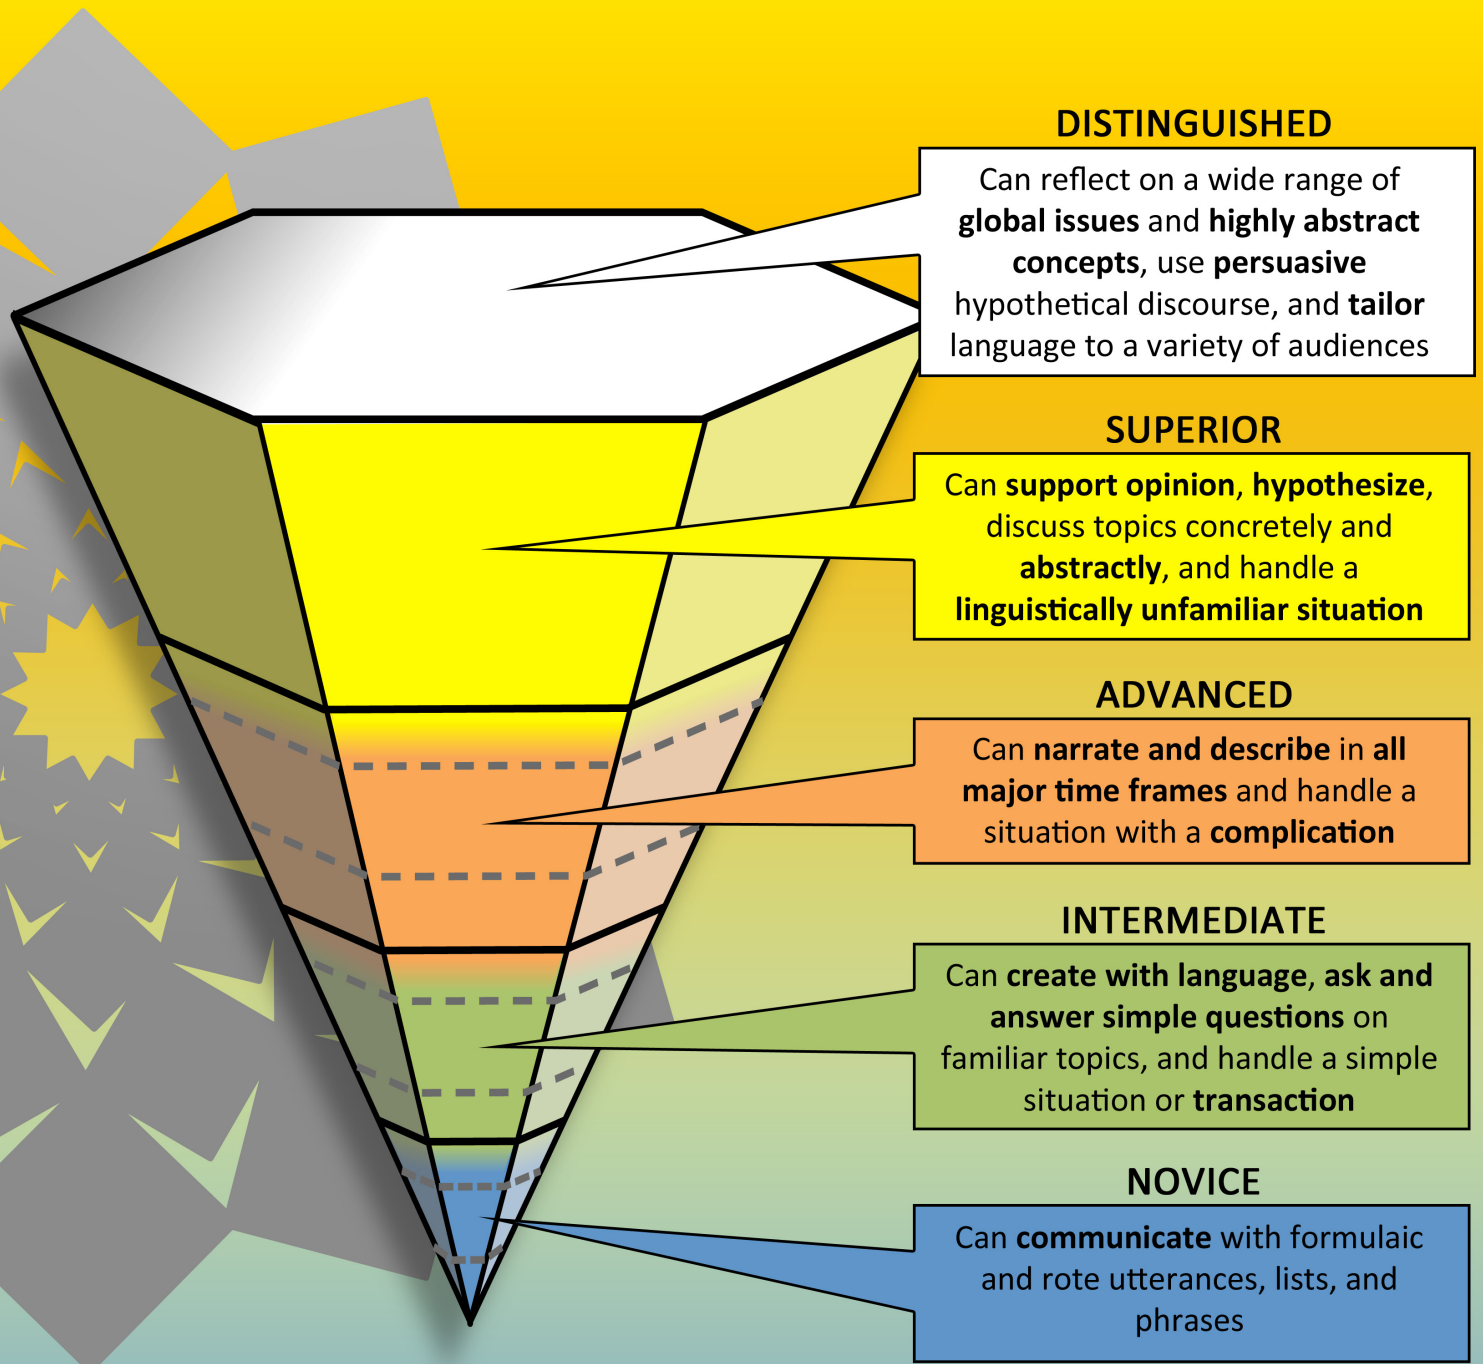 DISTINGUISHED
Can reflect on a wide range of
global issues and highly abstract
concepts, use persuasive
hypothetical discourse, and tailor
language to a variety of audiences
SUPERIOR
Can support opinion, hypothesize,
discuss topics concretely and
abstractly, and handle a
linguistically unfamiliar situation
ADVANCED
Can narrate and describe in all
major time frames and handle a
situation with a complication
INTERMEDIATE
Can create with language, ask and
answer simple questions on
familiar topics, and handle a simple
situation or transaction
NOVICE
Can communicate with formulaic
and rote utterances, lists, and
phrases